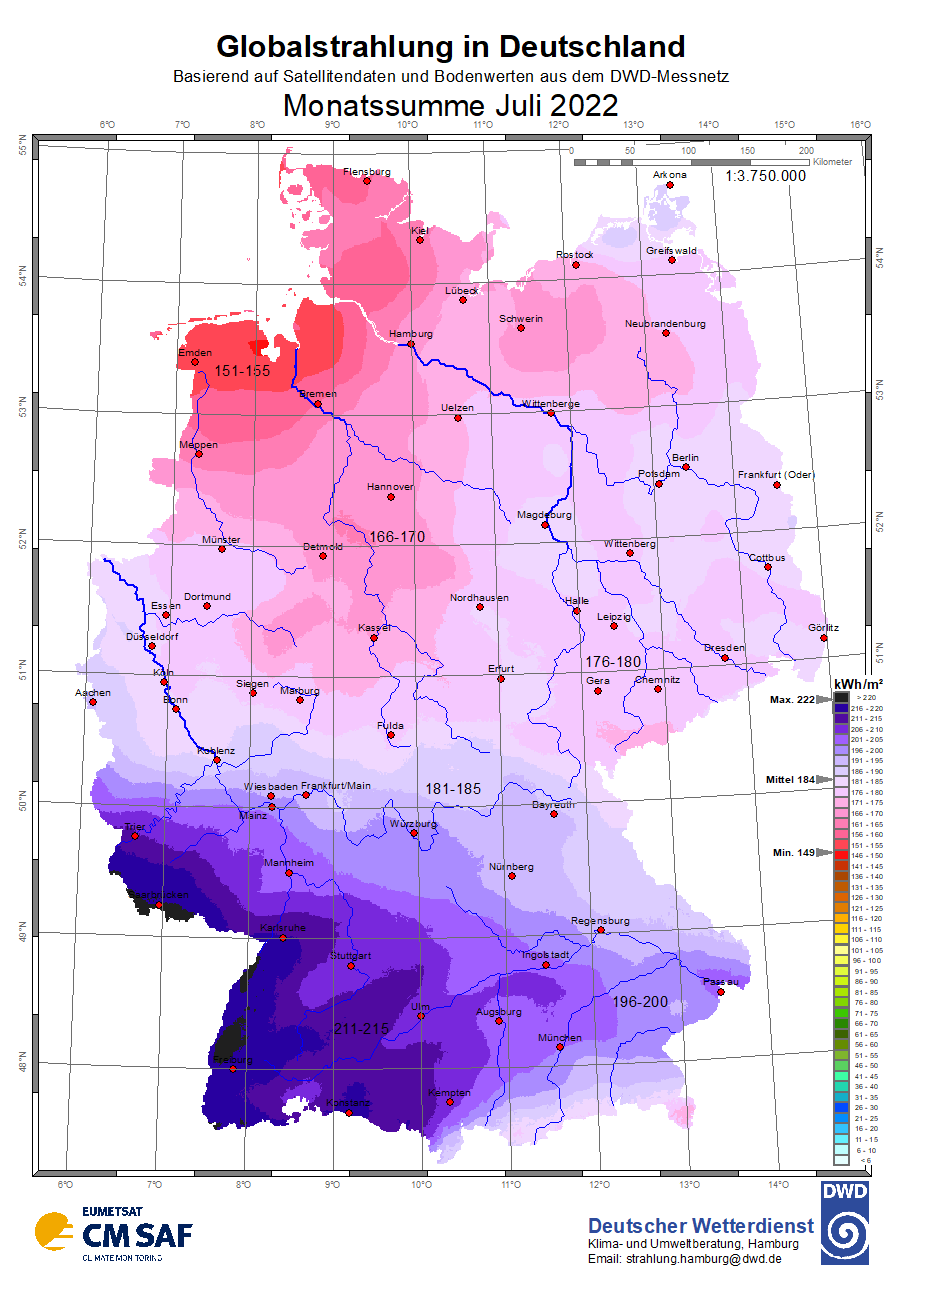 Globalstrahlung in Deutschland
Basierend auf Satellitendaten und Bodenwerten aus dem DWD-Messnetz
Monatssumme Juli 2022
6°O 7°O 8°O 9°O 10°O 11°O 12°O 13°O 14°O 15°O 16°O
55°N
0 50 100 150 200 Kilometer
1:3.750.000
Flensburg
Arkona
Kiel
Rostock
Greifswald
54°N 54°N
Lübeck
Schwerin
Neubrandenburg
Hamburg
Emden
151-155
Bremen
53°N 53°N
Uelzen
Wittenberge
Meppen
Berlin
Potsdam
Frankfurt (Oder)
Hannover
Magdeburg
52°N 52°N
166-170
Münster
Detmold
Wittenberg
Cottbus
Essen
Dortmund
Nordhausen
Halle
Leipzig
Düsseldorf
Kassel
Görlitz
51°N 51°N
Dresden
176-180
Köln
Erfurt
Gera
Chemnitz
Aachen
Bonn
Siegen
Marburg
Fulda
Koblenz
50°N
Wiesbaden
Frankfurt/Main
181-185
Mainz
Bayreuth
Trier
Würzburg
Mannheim
Nürnberg
Saarbrücken
49°N
Karlsruhe
Regensburg
Stuttgart
Ingolstadt
Passau
196-200
Ulm
Augsburg
211-215
München
48°N
Freiburg
Kempten
Konstanz
kWh/m²
Max. 222
Mittel 184
Min. 149
> 220
216 - 220
211 - 215
206 - 210
201 - 205
196 - 200
191 - 195
186 - 190
181 - 185
176 - 180
171 - 175
166 - 170
161 - 165
156 - 160
151 - 155
146 - 150
141 - 145
136 - 140
131 - 135
126 - 130
121 - 125
116 - 120
111 - 115
106 - 110
101 - 105
96 - 100
91 - 95
86 - 90
81 - 85
76 - 80
71 - 75
66 - 70
61 - 65
56 - 60
51 - 55
46 - 50
41 - 45
36 - 40
31 - 35
26 - 30
21 - 25
16 - 20
11 - 15
6 - 10
< 6
6°O 7°O 8°O 9°O 10°O 11°O 12°O 13°O 14°O
EUMETSAT
CM SAF
CLIMATE MONITORING
Deutscher Wetterdienst
Klima- und Umweltberatung, Hamburg
Email: strahlung.hamburg@dwd.de
DWD